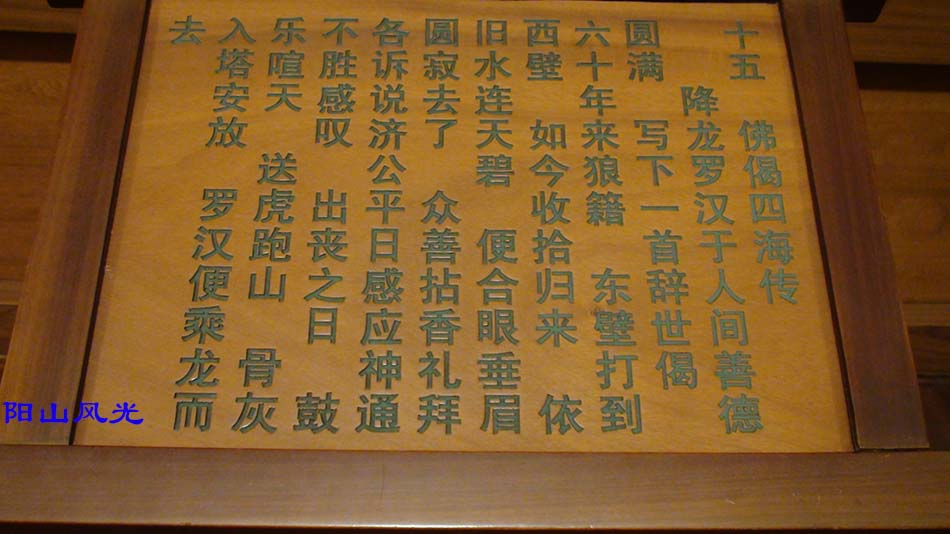 十五 佛偈四海传
降龙罗汉于人间善德
圆满 写下一首辞世偈
六十年来狼籍 东壁打到
西壁 如今收拾归来 依
旧水连天碧 便合眼垂眉
圆寂去了 众善拈香礼拜
各诉说济公平日感应神通
不胜感叹 出丧之日 鼓
乐喧天 送虎跑山 骨灰
入塔安放 罗汉便乘龙而
去
阳山风光